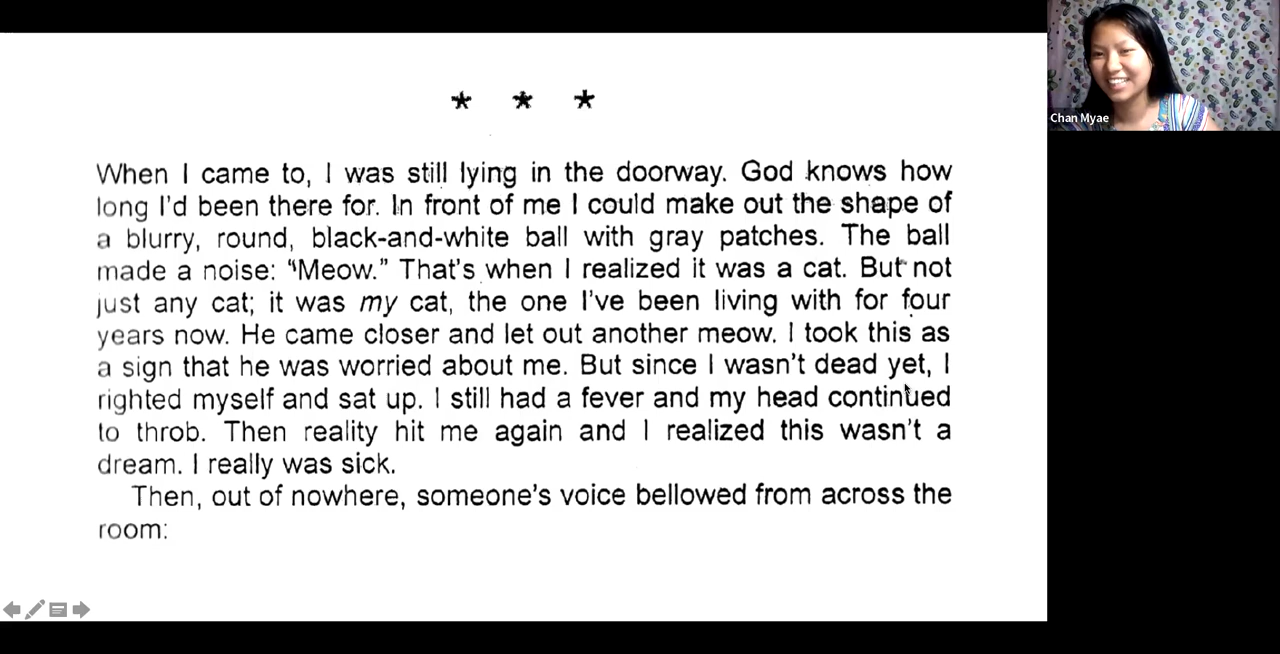 * * *
When I came to, I was still lying in the doorway. God knows how
long I'd been there for. In front of me I could make out the shape of
a blurry, round, black-and-white ball with gray patches. The ball
made a noise: “Meow.” That's when I realized it was a cat. But not
just any cat; it was my cat, the one I've been living with for four
years now. He came closer and let out another meow. I took this as
a sign that he was worried about me. But since I wasn't dead yet, I
righted myself and sat up. I still had a fever and my head continued
to throb. Then reality hit me again and I realized this wasn't a
dream. I really was sick.
Then, out of nowhere, someone's voice bellowed from across the
room:
Chan Myae